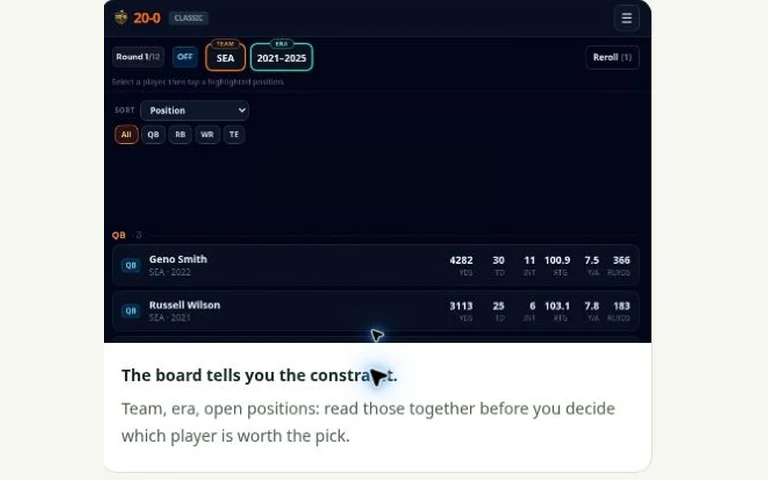 20-0 CLASSIC ☰
Round 1/12 OFF TEAM SEA ERA 2021–2025 Reroll (1)
Select a player, then tap a highlighted position.
SORT Position
All QB RB WR TE
QB 3
QB Geno Smith 4282 30 11 100.9 7.5 366
SEA · 2022 YDS TD INT RTG Y/A RUYDS
QB Russell Wilson 3113 25 6 103.1 7.8 183
SEA · 2021 YDS TD INT RTG Y/A RUYDS
The board tells you the
Team, era, open positions: read those together before you decide
which player is worth the pick.